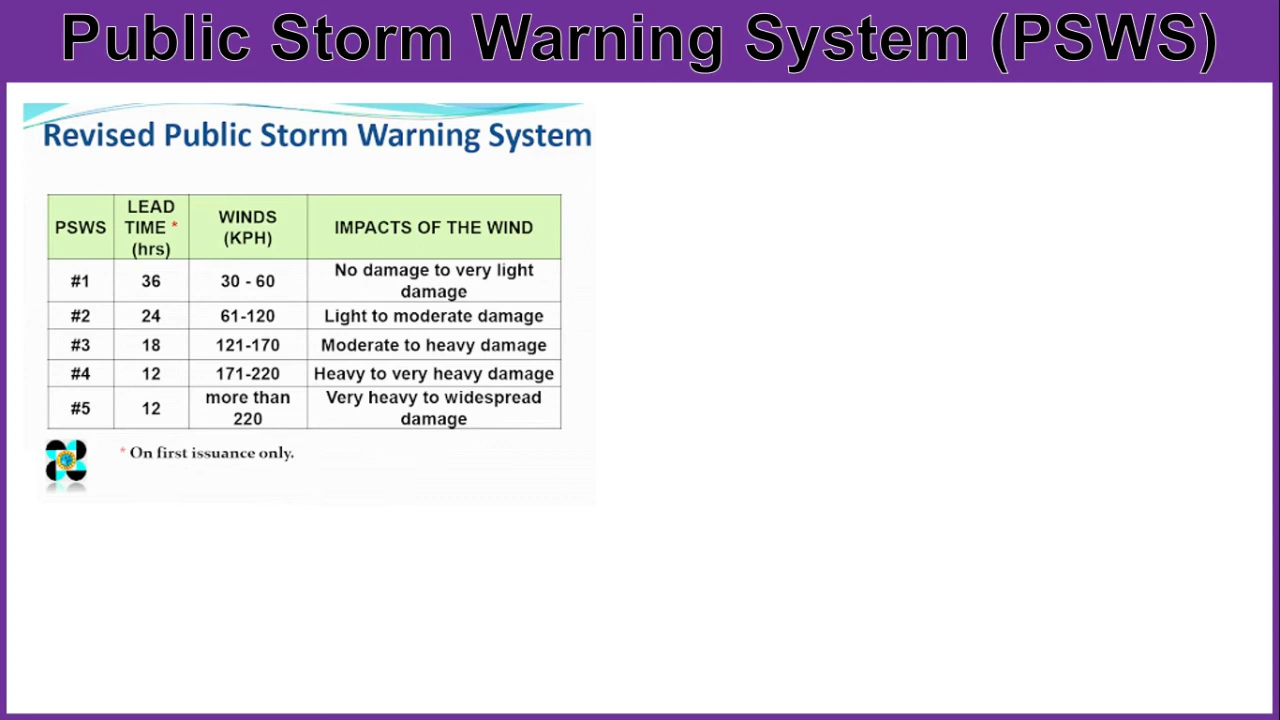 Public Storm Warning System (PSWS)
Revised Public Storm Warning System
PSWS LEAD TIME * (hrs) WINDS (KPH) IMPACTS OF THE WIND
#1 36 30 - 60 No damage to very light damage
#2 24 61-120 Light to moderate damage
#3 18 121-170 Moderate to heavy damage
#4 12 171-220 Heavy to very heavy damage
#5 12 more than 220 Very heavy to widespread damage
* On first issuance only.